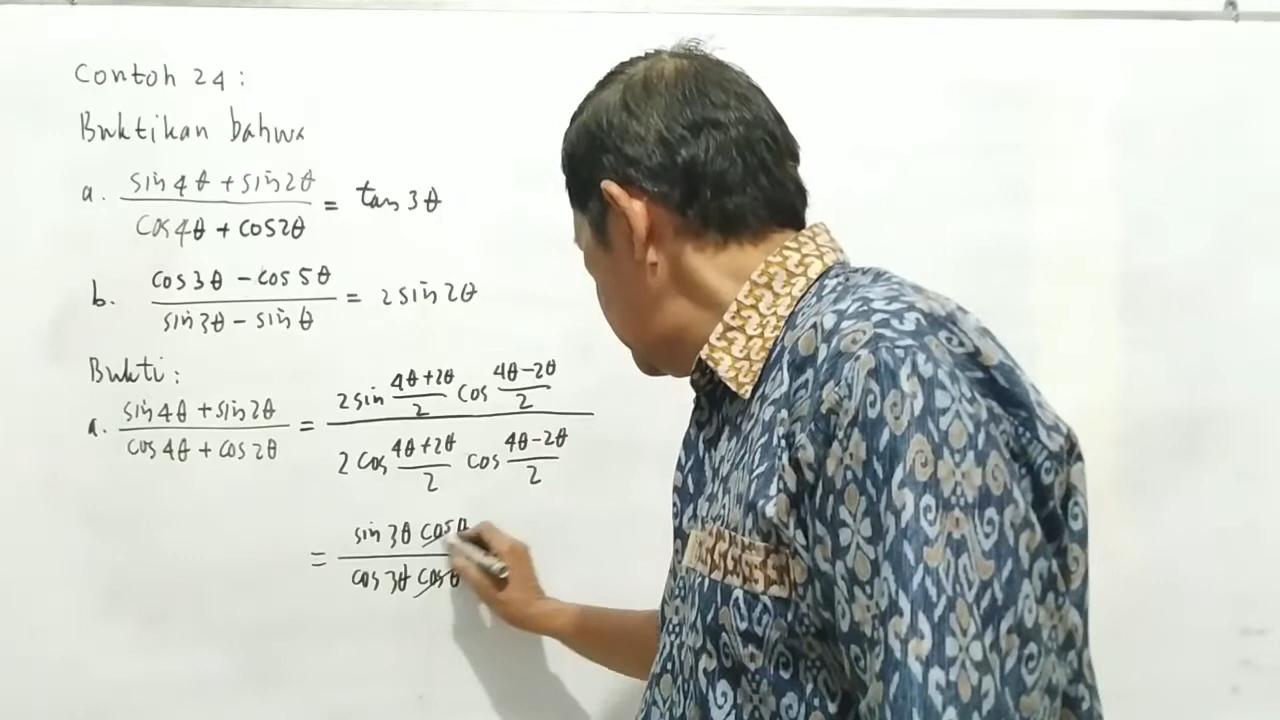 Contoh 24:
Buktikan bahwa
a. (sin 4θ + sin 2θ) / (cos 4θ + cos 2θ) = tan 3θ
b. (cos 3θ − cos 5θ) / (sin 3θ − sin θ) = 2 sin 2θ
Bukti:
a. (sin 4θ + sin 2θ) / (cos 4θ + cos 2θ) = (2 sin (4θ+2θ)/2 cos (4θ−2θ)/2) / (2 cos (4θ+2θ)/2 cos (4θ−2θ)/2)
= (sin 3θ cos θ) / (cos 3θ cos θ)